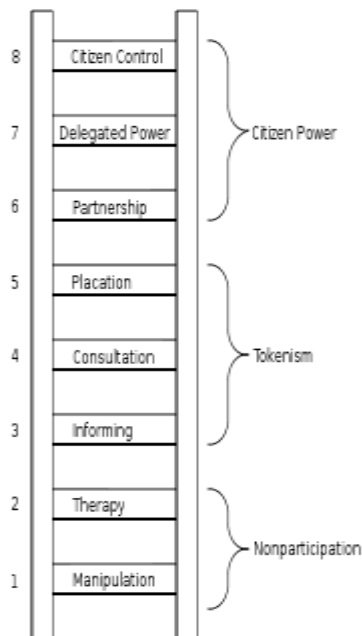 8 Citizen Control
7 Delegated Power
Citizen Power
6 Partnership
5 Placation
4 Consultation
Tokenism
3 Informing
2 Therapy
Nonparticipation
1 Manipulation